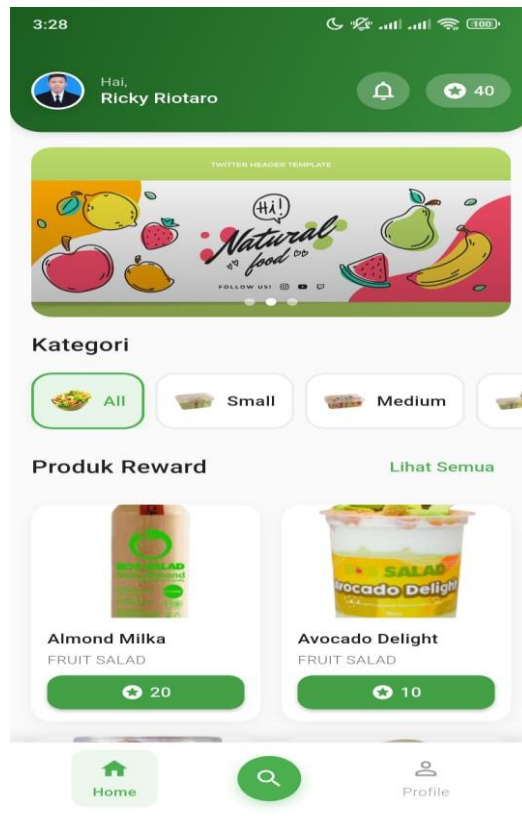 3:28
100
Hai,
Ricky Riotaro
40
TWITTER HEADER TEMPLATE
Hi!
Natural
food
FOLLOW US!
Kategori
All
Small
Medium
Produk Reward
Lihat Semua
SALAD
SALAD
Avocado Delight
Almond Milka
Avocado Delight
FRUIT SALAD
FRUIT SALAD
20
10
Home
Profile